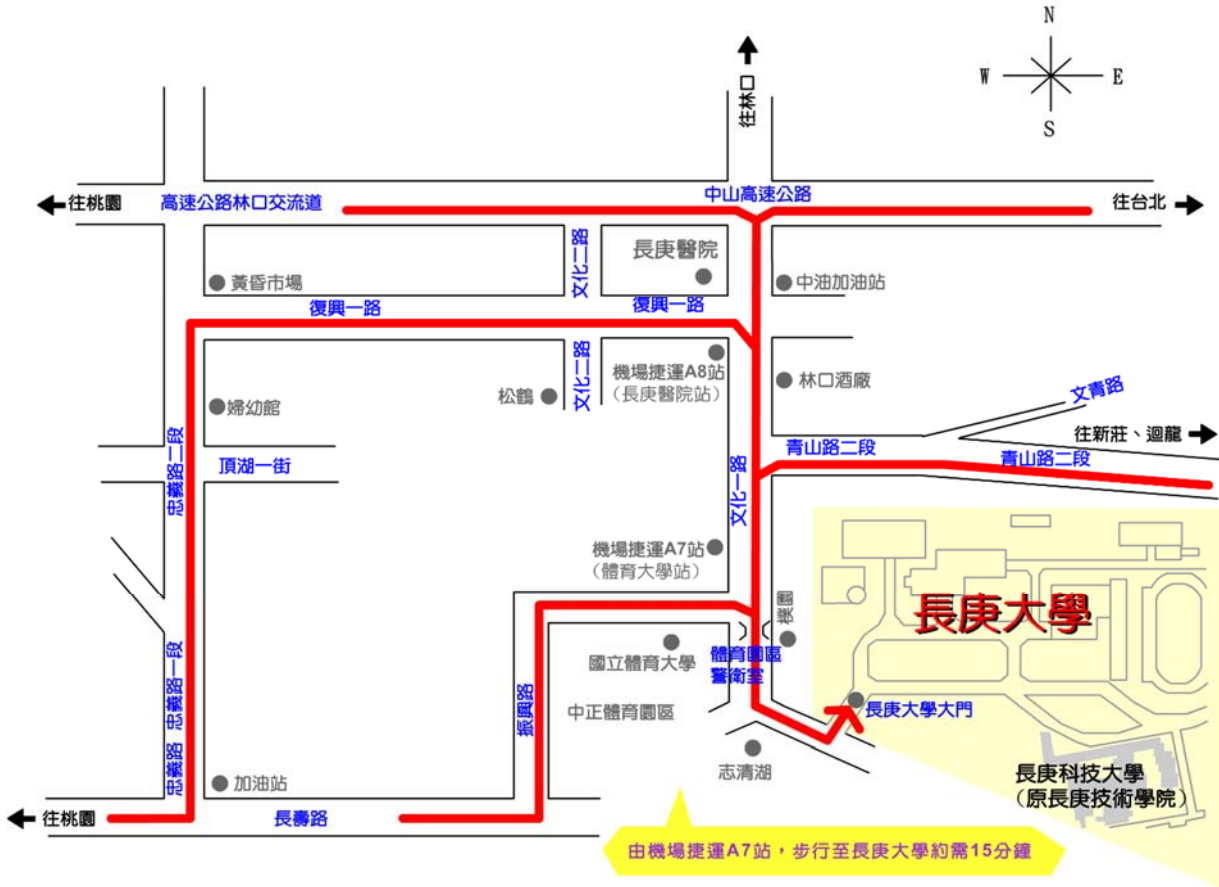 N
W
E
S
往林口
往桃園
高速公路林口交流道
中山高速公路
往台北
黃昏市場
文化二路
長庚醫院
中油加油站
復興一路
復興一路
機場捷運A8站
（長庚醫院站）
松鶴
文化二路
林口酒廠
文青路
婦幼館
往新莊、迴龍
青山路二段
青山路二段
忠義路二段
頂湖一街
文化一路
機場捷運A7站
（體育大學站）
長庚大學
國立體育大學
體育園區
警衛室
中正體育園區
振興路
長庚大學大門
忠義路一段
忠義路
志清湖
加油站
長庚科技大學
（原長庚技術學院）
往桃園
長壽路
由機場捷運A7站，步行至長庚大學約需15分鐘